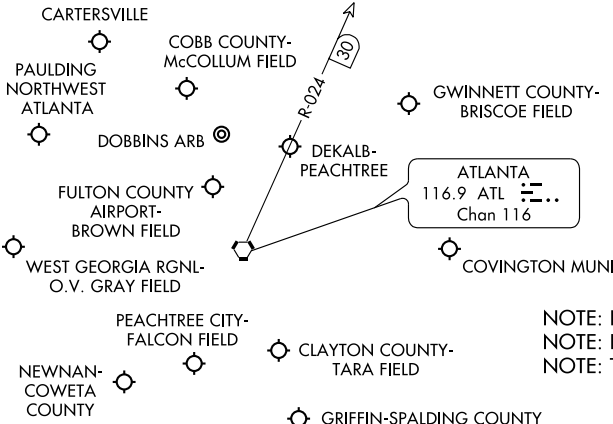 CARTERSVILLE
COBB COUNTY-
McCOLLUM FIELD
30
PAULDING
NORTHWEST
ATLANTA
R-024
GWINNETT COUNTY-
BRISCOE FIELD
DOBBINS ARB
DEKALB-
PEACHTREE
ATLANTA
116.9 ATL
Chan 116
FULTON COUNTY
AIRPORT-
BROWN FIELD
WEST GEORGIA RGNL-
O.V. GRAY FIELD
COVINGTON MUNI
PEACHTREE CITY-
FALCON FIELD
NOTE:
NOTE:
NOTE:
CLAYTON COUNTY-
TARA FIELD
NEWNAN-
COWETA
COUNTY
GRIFFIN-SPALDING COUNTY